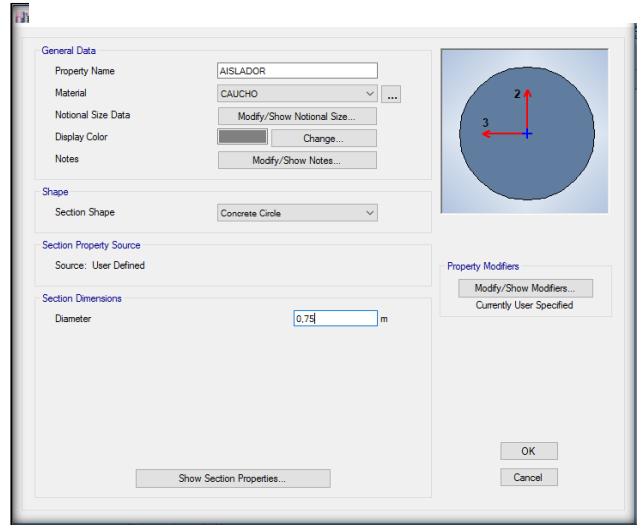 General Data
Property Name AISLADOR
Material CAUCHO ...
Notional Size Data Modify/Show Notional Size...
Display Color Change...
Notes Modify/Show Notes...
Shape
Section Shape Concrete Circle
Section Property Source
Source: User Defined
Section Dimensions
Diameter 0,75 m
Show Section Properties...
2
3
Property Modifiers
Modify/Show Modifiers...
Currently User Specified
OK
Cancel